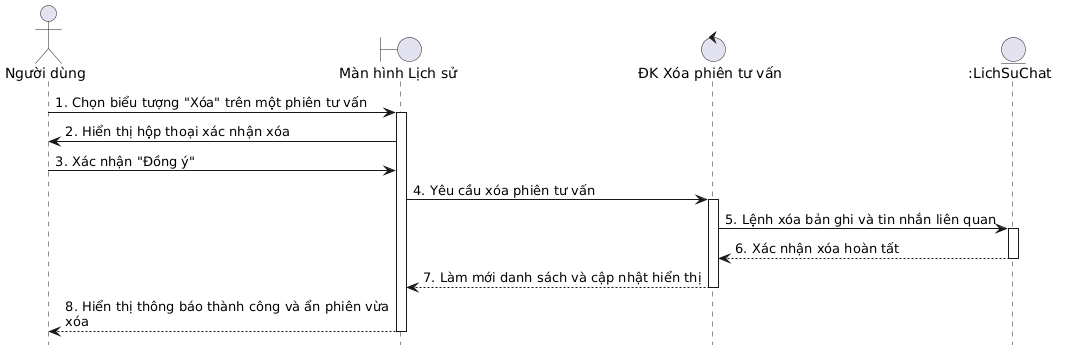 Người dùng
Màn hình Lịch sử
ĐK Xóa phiên tư vấn
:LichSuChat
1. Chọn biểu tượng "Xóa" trên một phiên tư vấn
2. Hiển thị hộp thoại xác nhận xóa
3. Xác nhận "Đồng ý"
4. Yêu cầu xóa phiên tư vấn
5. Lệnh xóa bản ghi và tin nhắn liên quan
6. Xác nhận xóa hoàn tất
7. Làm mới danh sách và cập nhật hiển thị
8. Hiển thị thông báo thành công và ẩn phiên vừa
xóa